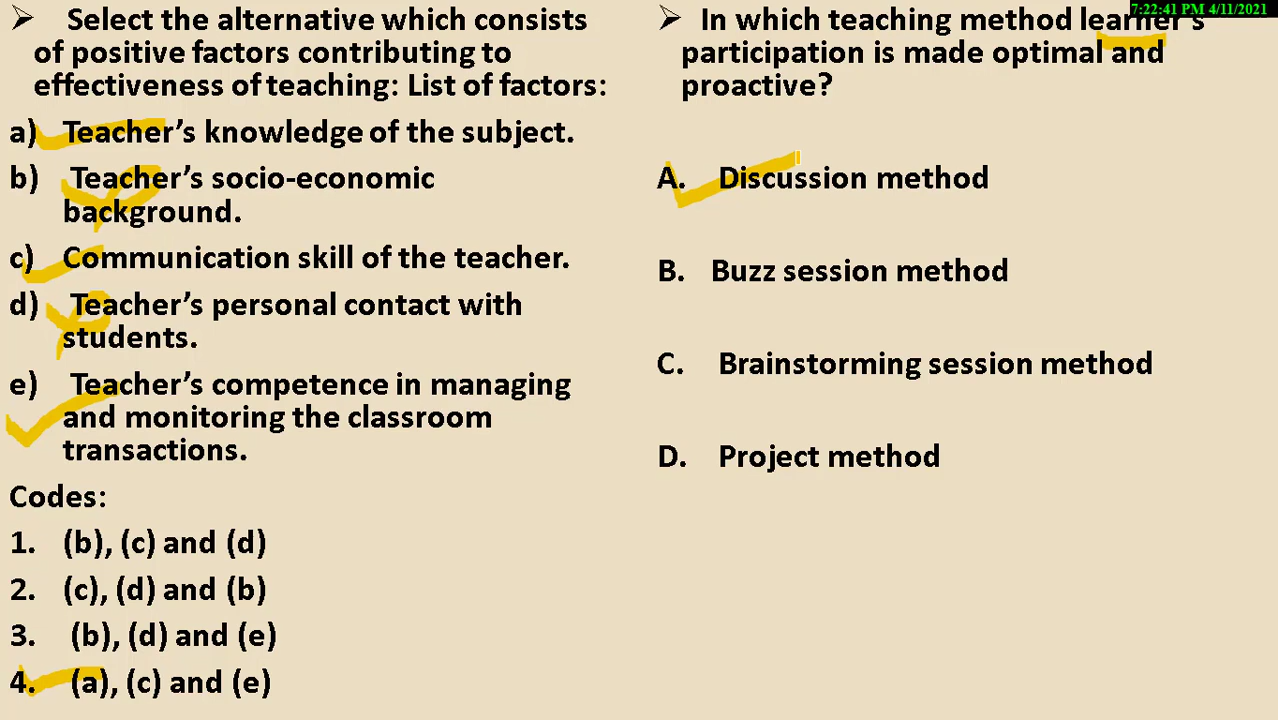 7:22:41 PM 4/11/2021
➢ Select the alternative which consists
of positive factors contributing to
effectiveness of teaching: List of factors:
a) Teacher’s knowledge of the subject.
b) Teacher’s socio-economic
background.
c) Communication skill of the teacher.
d) Teacher’s personal contact with
students.
e) Teacher’s competence in managing
and monitoring the classroom
transactions.
Codes:
1. (b), (c) and (d)
2. (c), (d) and (b)
3. (b), (d) and (e)
4. (a), (c) and (e)
➢ In which teaching method learner’s
participation is made optimal and
proactive?
A. Discussion method
B. Buzz session method
C. Brainstorming session method
D. Project method